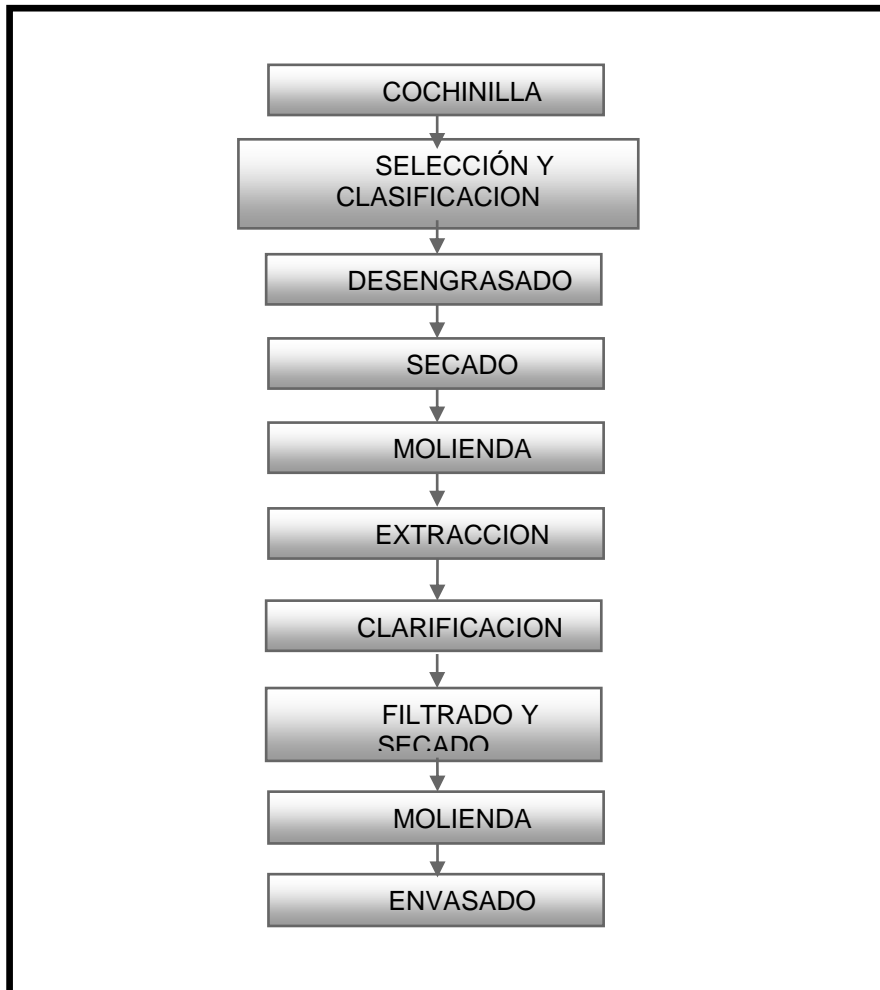 COCHINILLA
SELECCIÓN Y
CLASIFICACION
DESENGRASADO
SECADO
MOLIENDA
EXTRACCION
CLARIFICACION
FILTRADO Y
SECADO
MOLIENDA
ENVASADO